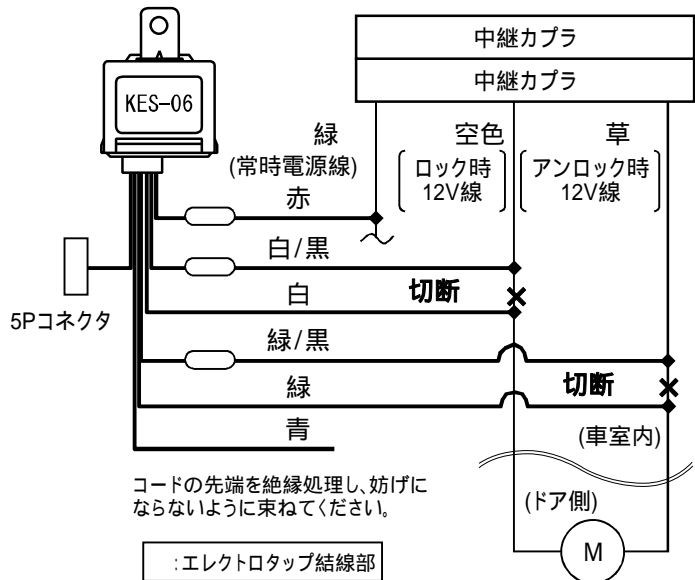 中継カプラ
中継カプラ
KES-06
緑
(常時電源線)
空色
ロック時
12V線
草
アンロック時
12V線
赤
白/黒
白
切断
5Pコネクタ
緑/黒
緑
切断
青
(車室内)
コードの先端を絶縁処理し、妨げに
ならないように束ねてください。
(ドア側)
M
:エレクトロタップ結線部